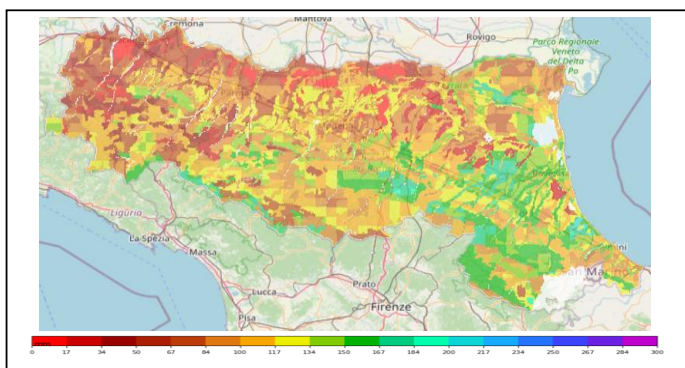 Cremona
Mantova
Rovigo
Parco Regionale
Veneto
del Delta
Po
Liguria
La Spezia
Massa
San Marino
Lucca
Prato
Pisa
Firenze
0 17 34 50 67 84 100 117 134 150 167 184 200 217 234 250 267 284 300